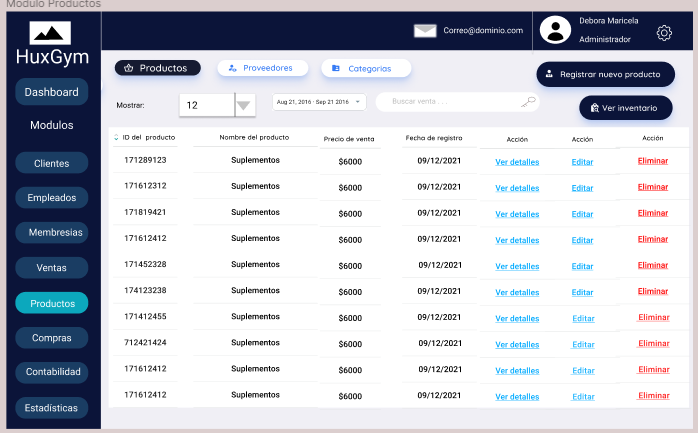 Modulo Productos
HuxGym
Correo@dominio.com
Debora Maricela
Administrador
Dashboard
Modulos
Clientes
Empleados
Membresias
Ventas
Productos
Compras
Contabilidad
Estadísticas
Productos
Proveedores
Categorias
Registrar nuevo producto
Mostrar:
12
Aug 21, 2016 - Sep 21 2016
Buscar venta . . .
Ver inventario
ID del producto Nombre del producto Precio de venta Fecha de registro Acción Acción Acción
171289123 Suplementos $6000 09/12/2021 Ver detalles Editar Eliminar
171612312 Suplementos $6000 09/12/2021 Ver detalles Editar Eliminar
171819421 Suplementos $6000 09/12/2021 Ver detalles Editar Eliminar
171612412 Suplementos $6000 09/12/2021 Ver detalles Editar Eliminar
171452328 Suplementos $6000 09/12/2021 Ver detalles Editar Eliminar
174123238 Suplementos $6000 09/12/2021 Ver detalles Editar Eliminar
171412455 Suplementos $6000 09/12/2021 Ver detalles Editar Eliminar
712421424 Suplementos $6000 09/12/2021 Ver detalles Editar Eliminar
171612412 Suplementos $6000 09/12/2021 Ver detalles Editar Eliminar
171612412 Suplementos $6000 09/12/2021 Ver detalles Editar Eliminar